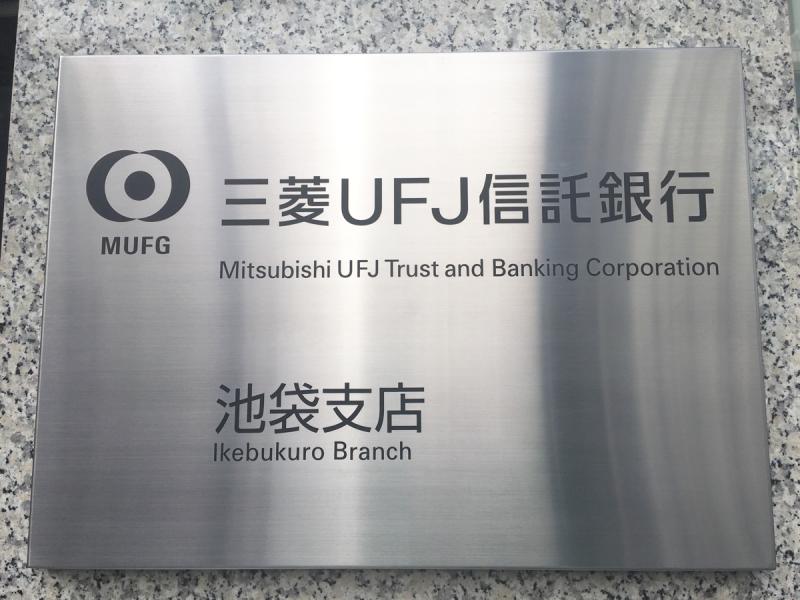 MUFG
三菱UFJ信託銀行
Mitsubishi UFJ Trust and Banking Corporation
池袋支店
Ikebukuro Branch